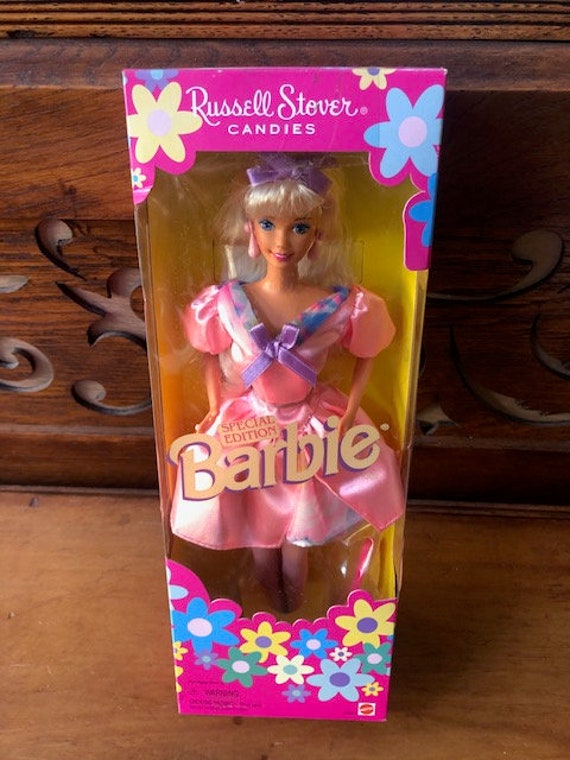 Russell Stover®
CANDIES
SPECIAL
EDITION
Barbie®
WARNING: